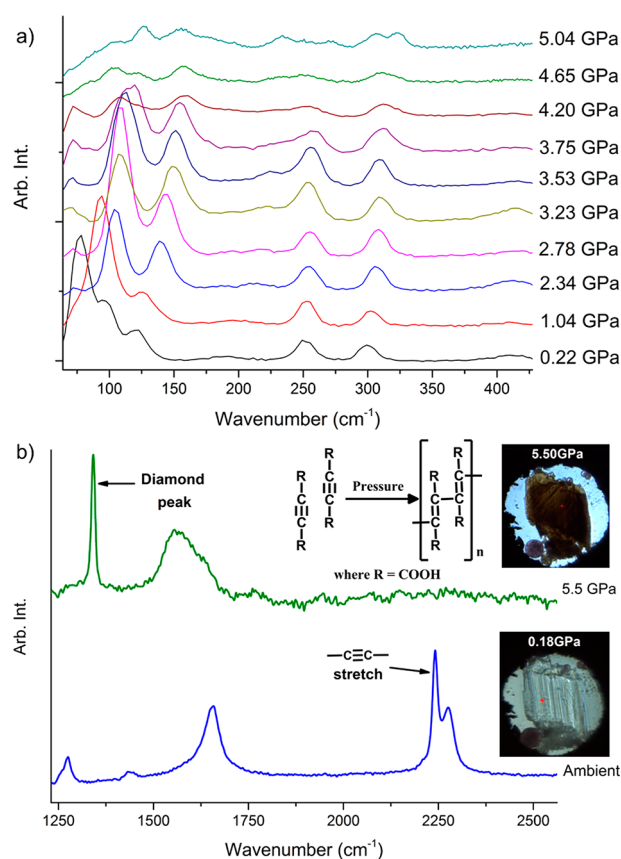 a)
5.04 GPa
4.65 GPa
4.20 GPa
3.75 GPa
3.53 GPa
3.23 GPa
2.78 GPa
2.34 GPa
1.04 GPa
0.22 GPa
Arb. Int.
100 150 200 250 300 350 400
Wavenumber (cm⁻¹)
b)
Diamond
peak
R R
C C
C C
R R
Pressure
R R
C C
C C
R R
n
where R = COOH
5.50GPa
5.5 GPa
Arb. Int.
—C≡C—
stretch
0.18GPa
Ambient
1250 1500 1750 2000 2250 2500
Wavenumber (cm⁻¹)